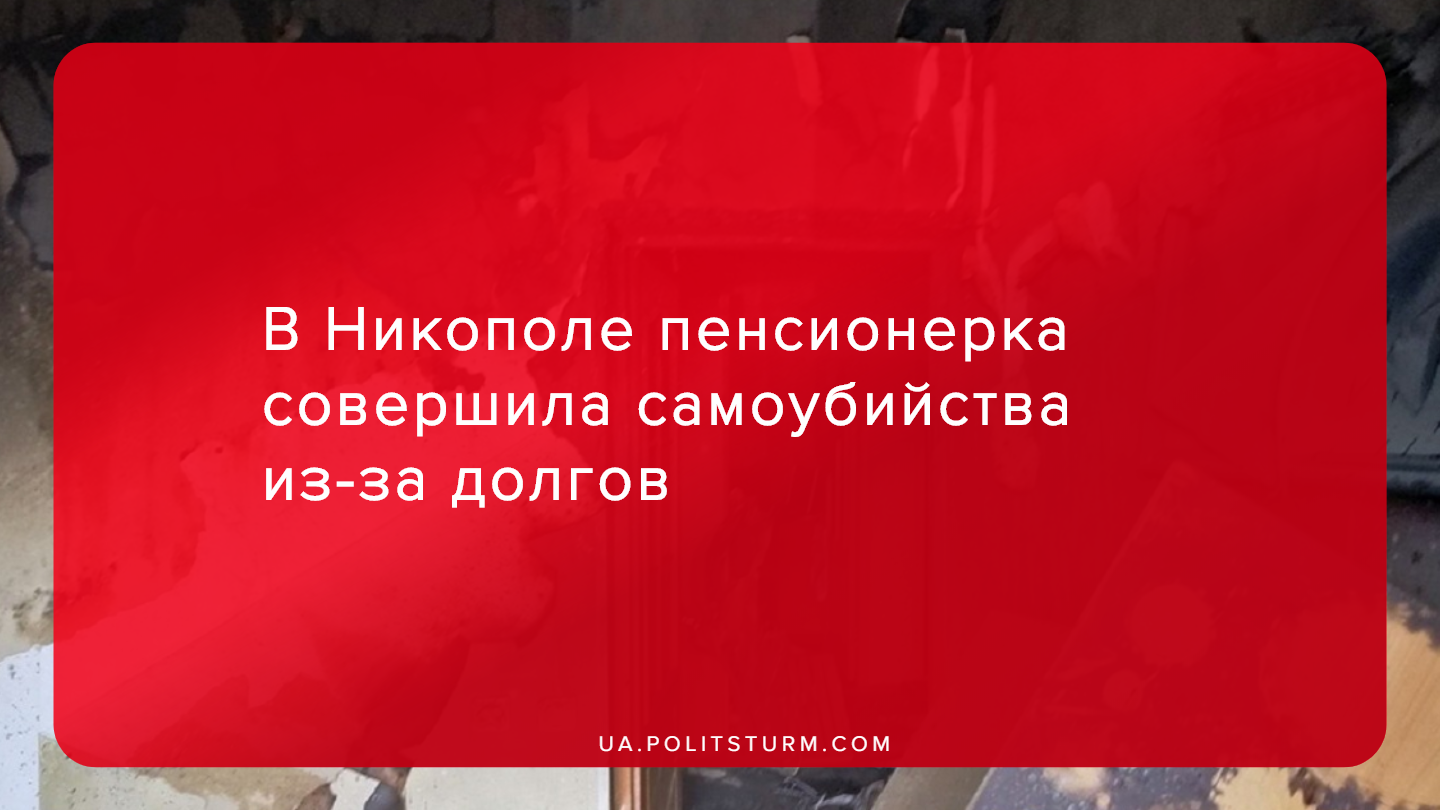 В Никополе пенсионерка
совершила самоубийства
из-за долгов
UA.POLITSTURM.COM